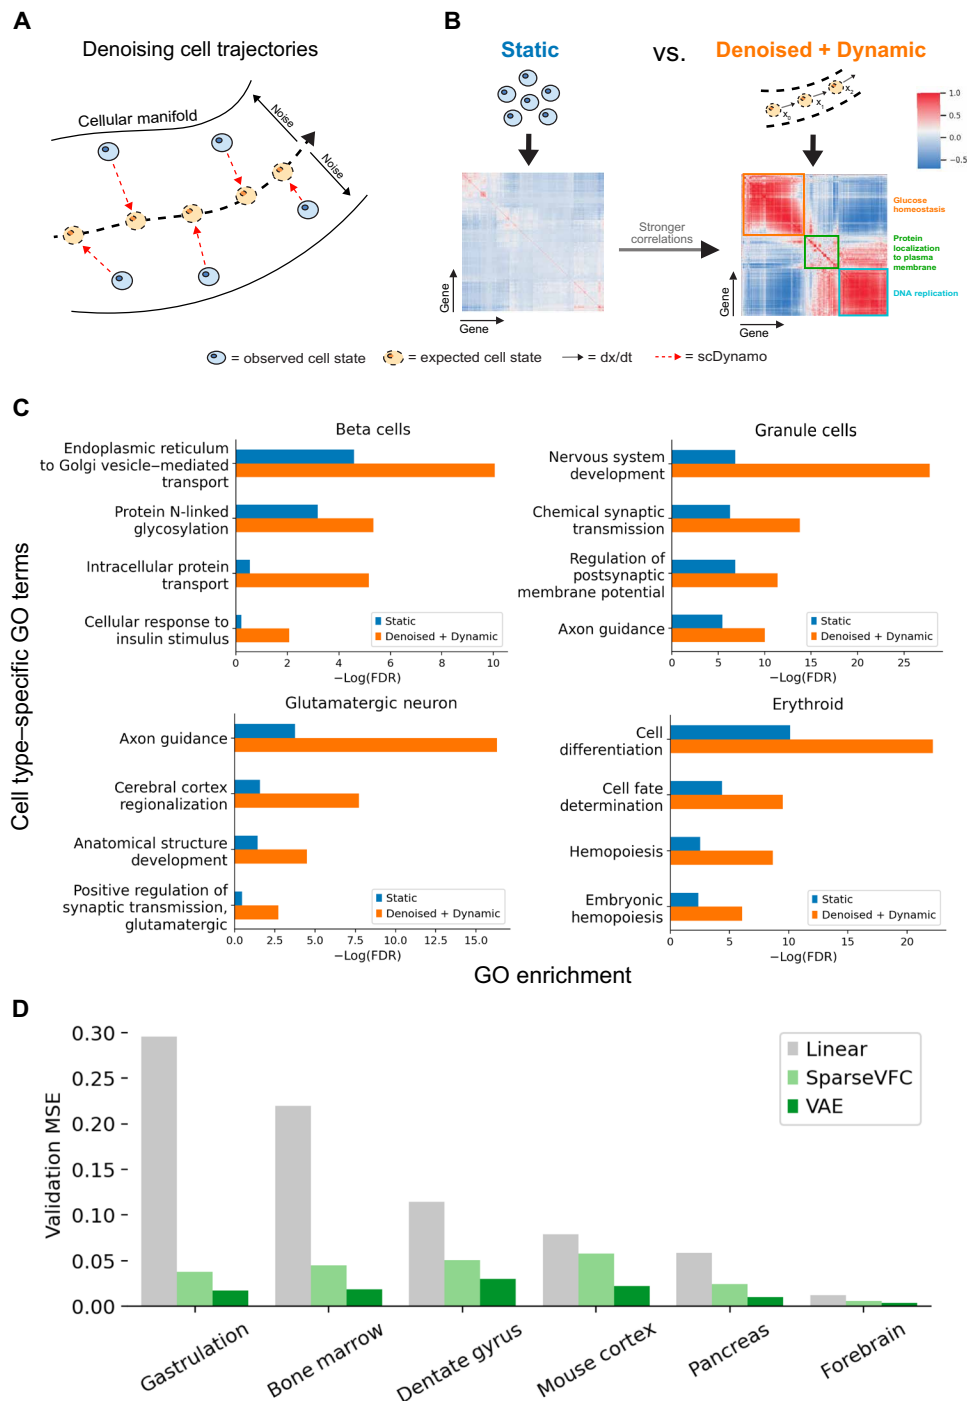 A
Denoising cell trajectories
Cellular manifold
Noise
Noise
B
Static
vs.
Denoised + Dynamic
x0
x1
x2
1.0
0.5
0.0
−0.5
Gene
Gene
Stronger
correlations
Gene
Gene
Glucose
homeostasis
Protein
localization
to plasma
membrane
DNA replication
= observed cell state
= expected cell state
= dx/dt
= scDynamo
C
Cell type–specific GO terms
Beta cells
Endoplasmic reticulum
to Golgi vesicle−mediated
transport
Protein N-linked
glycosylation
Intracellular protein
transport
Cellular response to
insulin stimulus
Static
Denoised + Dynamic
0 2 4 6 8 10
−Log(FDR)
Granule cells
Nervous system
development
Chemical synaptic
transmission
Regulation of
postsynaptic
membrane potential
Axon guidance
Static
Denoised + Dynamic
0 5 10 15 20 25
−Log(FDR)
Glutamatergic neuron
Axon guidance
Cerebral cortex
regionalization
Anatomical structure
development
Positive regulation of
synaptic transmission,
glutamatergic
Static
Denoised + Dynamic
0.0 2.5 5.0 7.5 10.0 12.5 15.0
−Log(FDR)
Erythroid
Cell
differentiation
Cell fate
determination
Hemopoiesis
Embryonic
hemopoiesis
Static
Denoised + Dynamic
0 5 10 15 20
−Log(FDR)
GO enrichment
D
Validation MSE
0.30
0.25
0.20
0.15
0.10
0.05
0.00
Linear
SparseVFC
VAE
Gastrulation
Bone marrow
Dentate gyrus
Mouse cortex
Pancreas
Forebrain